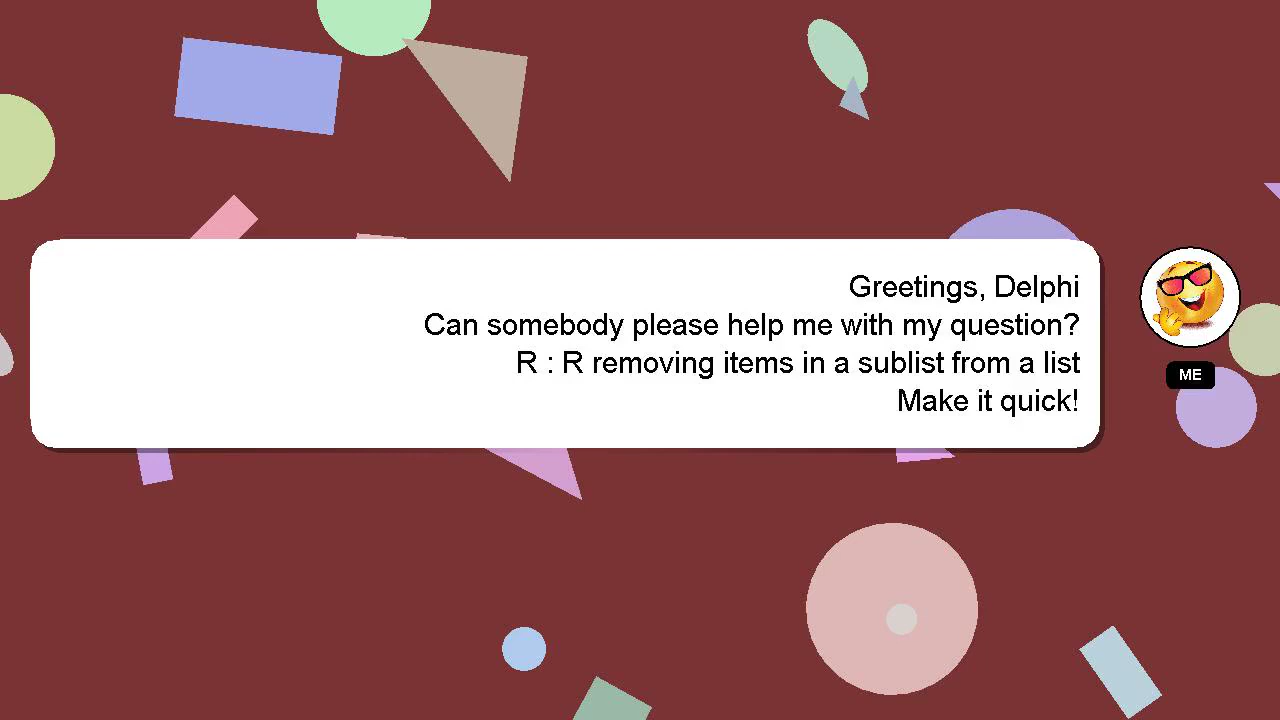 Greetings, Delphi
Can somebody please help me with my question?
R : R removing items in a sublist from a list
Make it quick!
ME